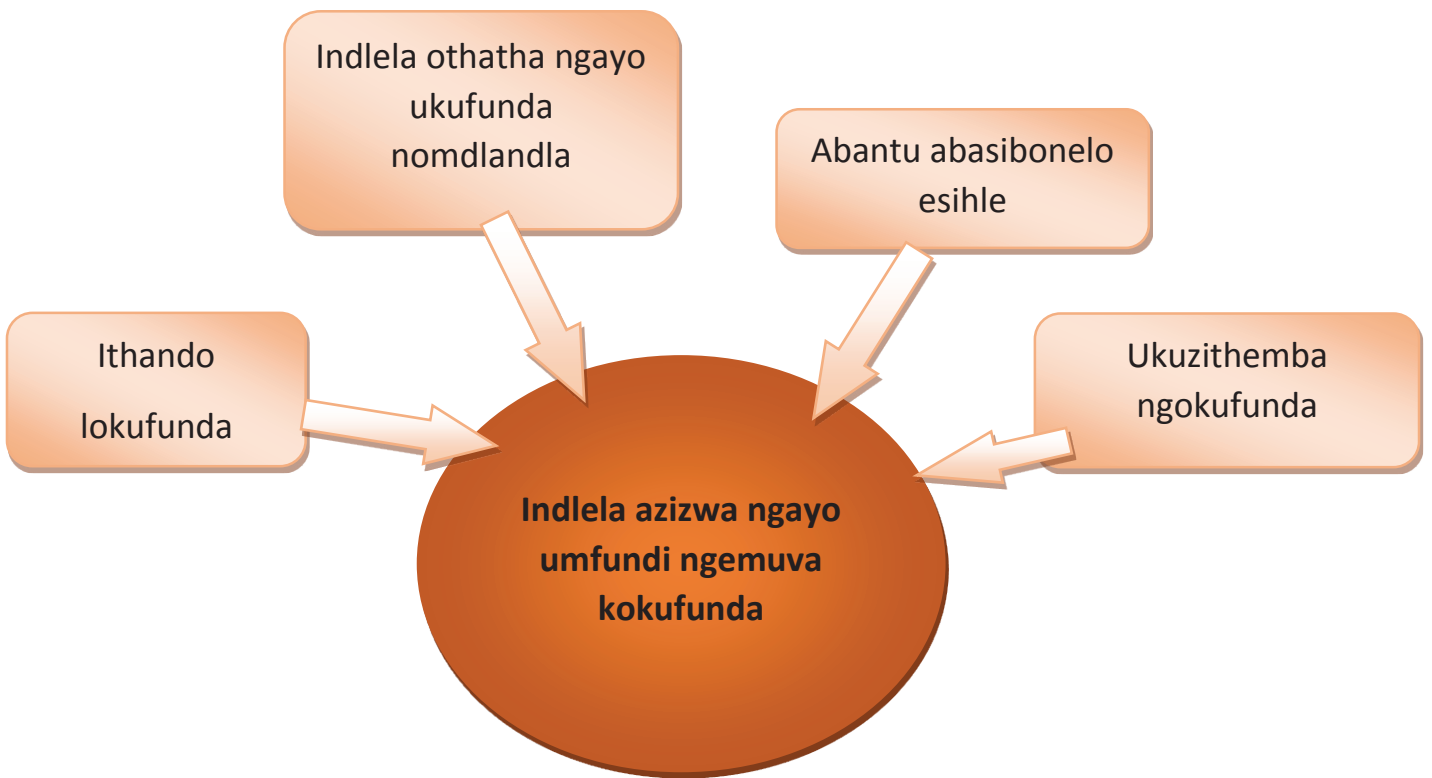 Indlela othatha ngayo
ukufunda
nomdlandla
Abantu abasibonelo
esihle
Ithando
lokufunda
Ukuzithemba
ngokufunda
Indlela azizwa ngayo
umfundi ngemuva
kokufunda